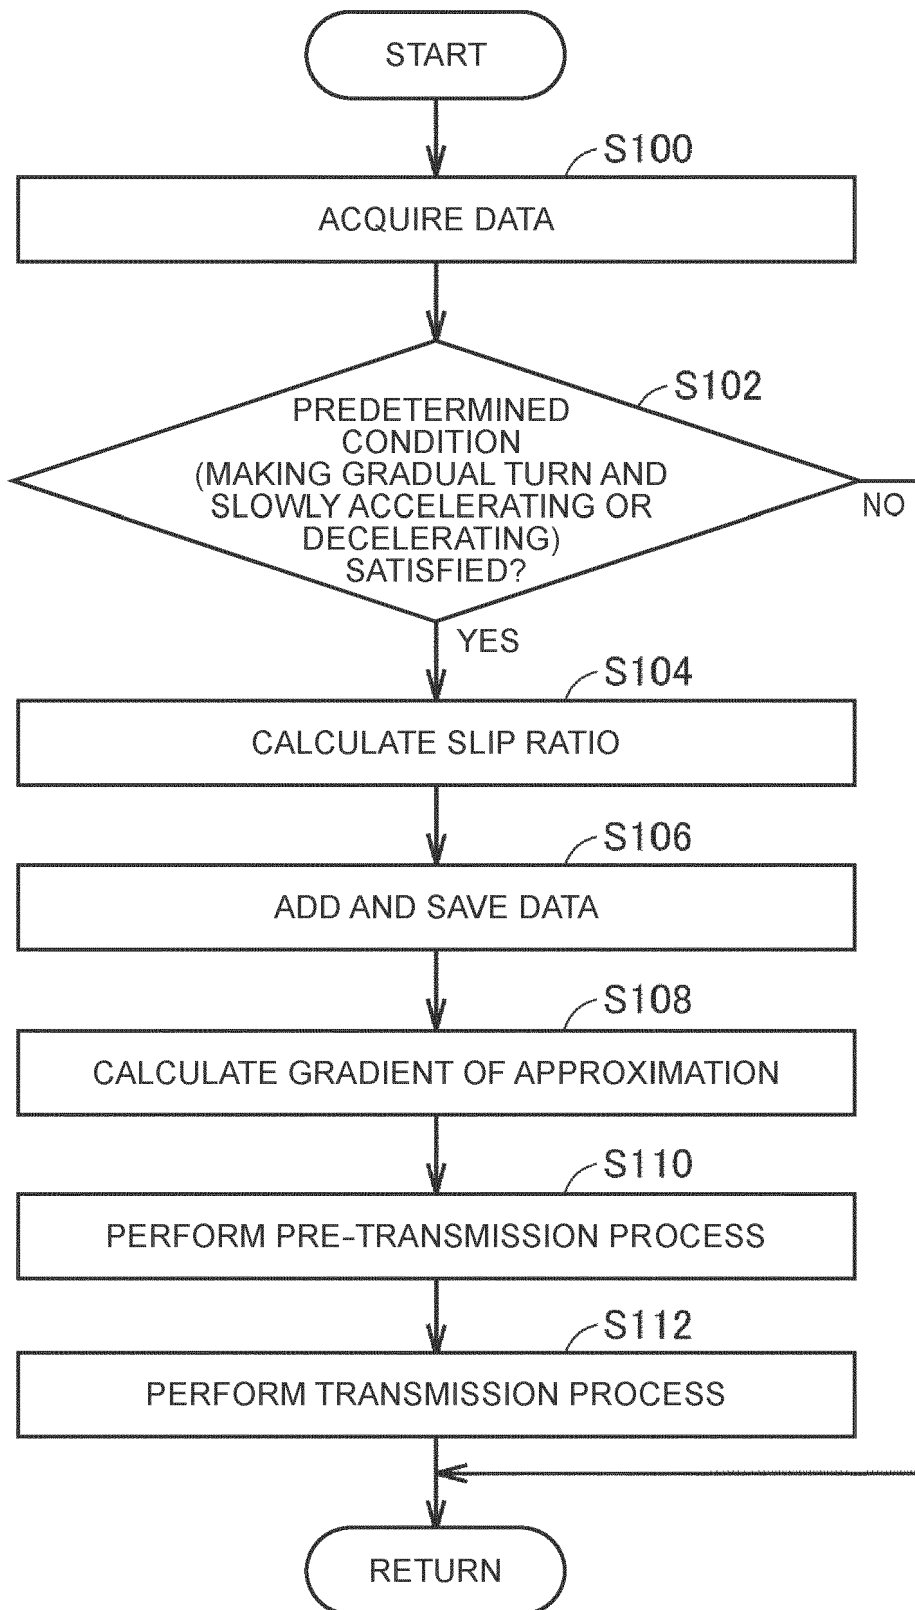 START
S100
ACQUIRE DATA
S102
PREDETERMINED
CONDITION
(MAKING GRADUAL TURN AND
SLOWLY ACCELERATING OR
DECELERATING)
SATISFIED?
NO
YES
S104
CALCULATE SLIP RATIO
S106
ADD AND SAVE DATA
S108
CALCULATE GRADIENT OF APPROXIMATION
S110
PERFORM PRE-TRANSMISSION PROCESS
S112
PERFORM TRANSMISSION PROCESS
RETURN